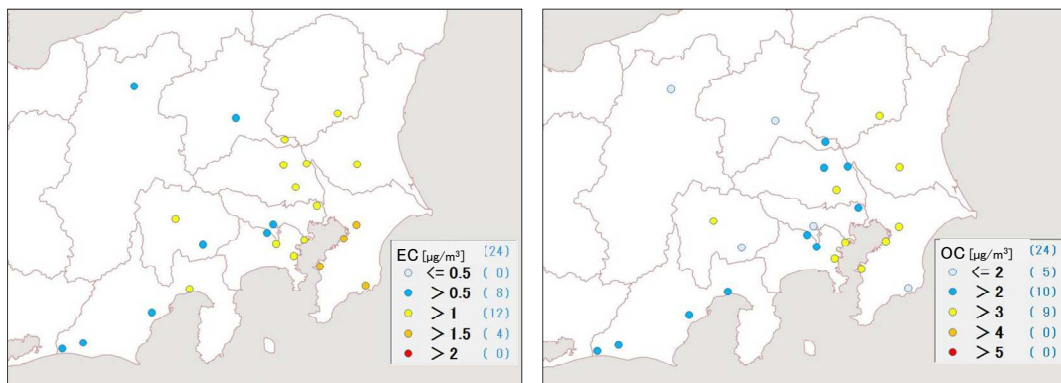 EC [µg/m³] (24)
<= 0.5 ( 0)
> 0.5 ( 8)
> 1 (12)
> 1.5 ( 4)
> 2 ( 0)
OC [µg/m³] (24)
<= 2 ( 5)
> 2 (10)
> 3 ( 9)
> 4 ( 0)
> 5 ( 0)